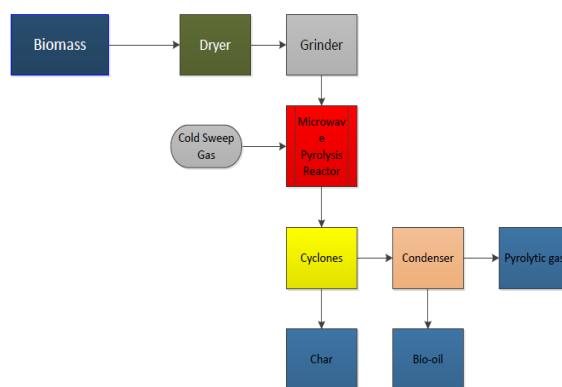 Biomass
Dryer
Grinder
Cold Sweep
Gas
Microwav
e
Pyrolysis
Reactor
Cyclones
Condenser
Pyrolytic gas
Char
Bio-oil